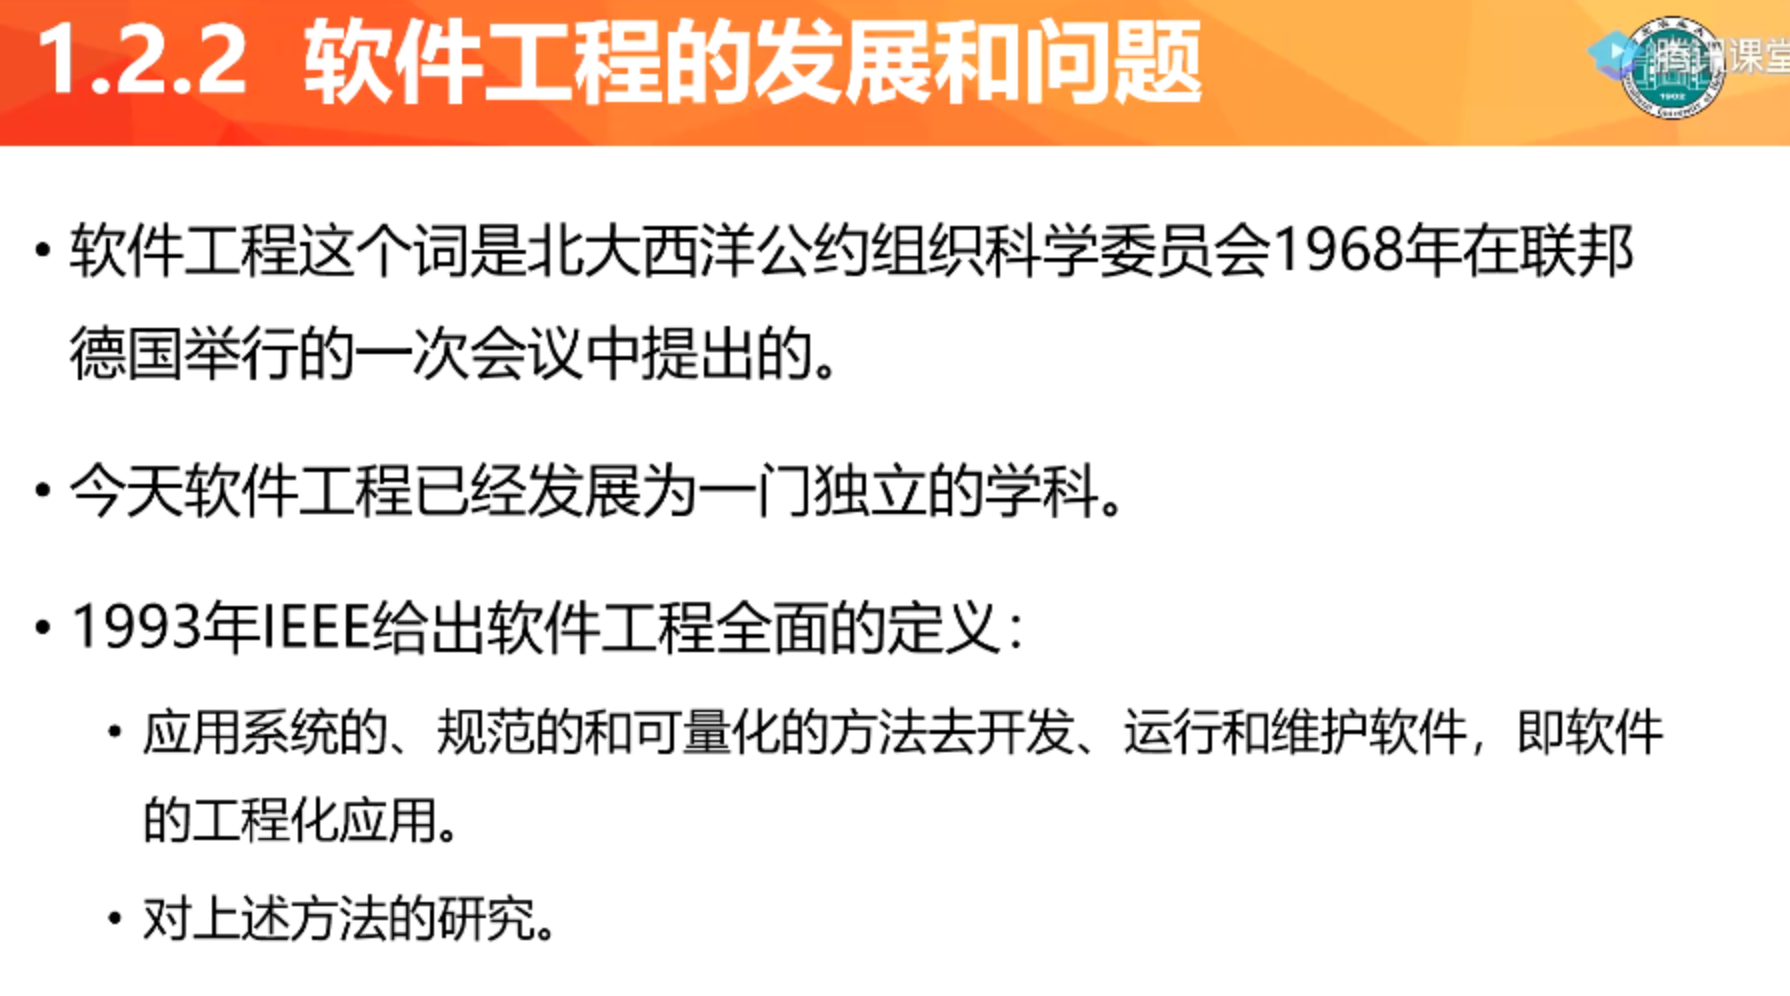 1.2.2 软件工程的发展和问题
腾讯课堂
1902
• 软件工程这个词是北大西洋公约组织科学委员会1968年在联邦
德国举行的一次会议中提出的。
• 今天软件工程已经发展为一门独立的学科。
• 1993年IEEE给出软件工程全面的定义：
• 应用系统的、规范的和可量化的方法去开发、运行和维护软件，即软件
的工程化应用。
• 对上述方法的研究。